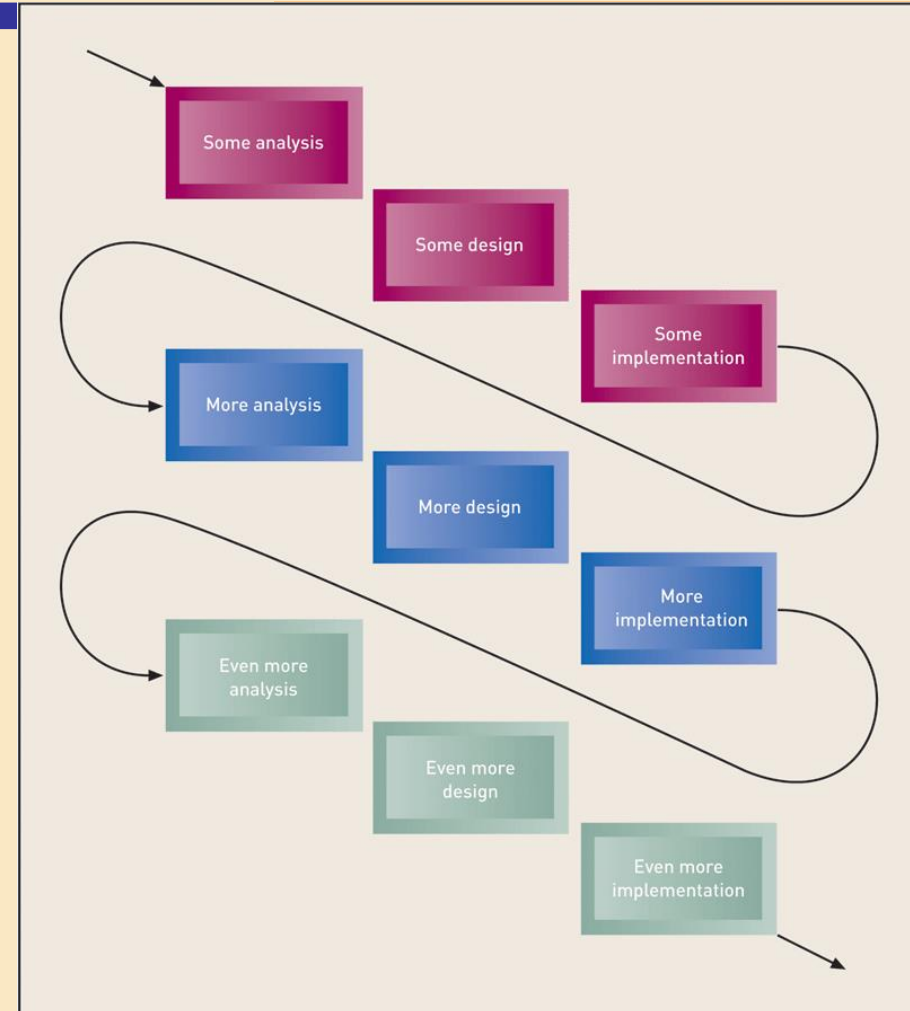 Some analysis
Some design
Some
implementation
More analysis
More design
More
implementation
Even more
analysis
Even more
design
Even more
implementation